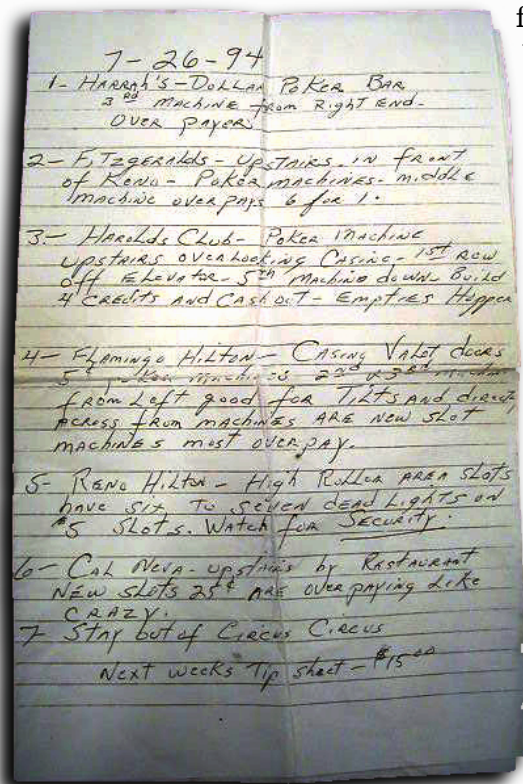 7-26-94
1- Harrah's-Dollar Poker Bar
3rd machine from Right End-
Over payers
2- Fitzgeralds-Upstairs-in front
of Keno-Poker machines-middle
machine overpays 6 for 1.
3.- Harolds Club-Poker Machine
upstairs overlooking Casino-1st row
off Elevator-5th machine down. Build
4 credits and Cash out-Empties Hopper
4- Flamingo Hilton-Casino Valet doors
5¢ machines 2nd 3rd
from Left good for Tilts and direct
across from machines are new slot
machines most overpay.
5- Reno Hilton-High Roller area slots
have six to seven dead lights on
$5 slots. Watch for Security.
6- Cal Neva-upstairs by Restaurant
New slots 25¢ are overpaying like
crazy.
7 Stay out of Circus Circus
Next weeks Tip sheet-$15.00
f